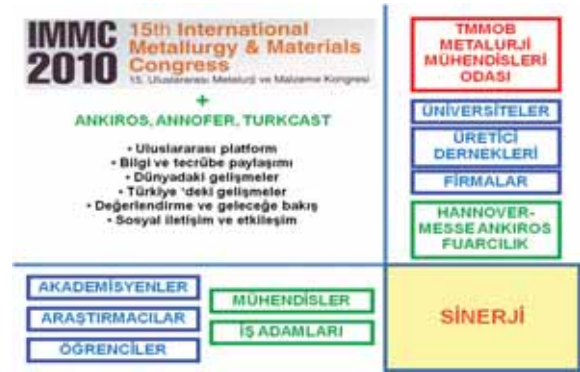 IMMC
2010
15th International
Metallurgy & Materials
Congress
15. Uluslararası Metalurji ve Malzeme Kongresi
+
ANKIROS, ANNOFER, TURKCAST
• Uluslararası platform
• Bilgi ve tecrübe paylaşımı
• Dünyadaki gelişmeler
• Türkiye 'deki gelişmeler
• Değerlendirme ve geleceğe bakış
• Sosyal iletişim ve etkileşim
TMMOB
METALURJİ
MÜHENDİSLERİ
ODASI
ÜNİVERSİTELER
ÜRETİCİ
DERNEKLERİ
FİRMALAR
HANNOVER-
MESSE ANKIROS
FUARCILIK
AKADEMİSYENLER
ARAŞTIRMACILAR
ÖĞRENCİLER
MÜHENDİSLER
İŞ ADAMLARI
SİNERJİ